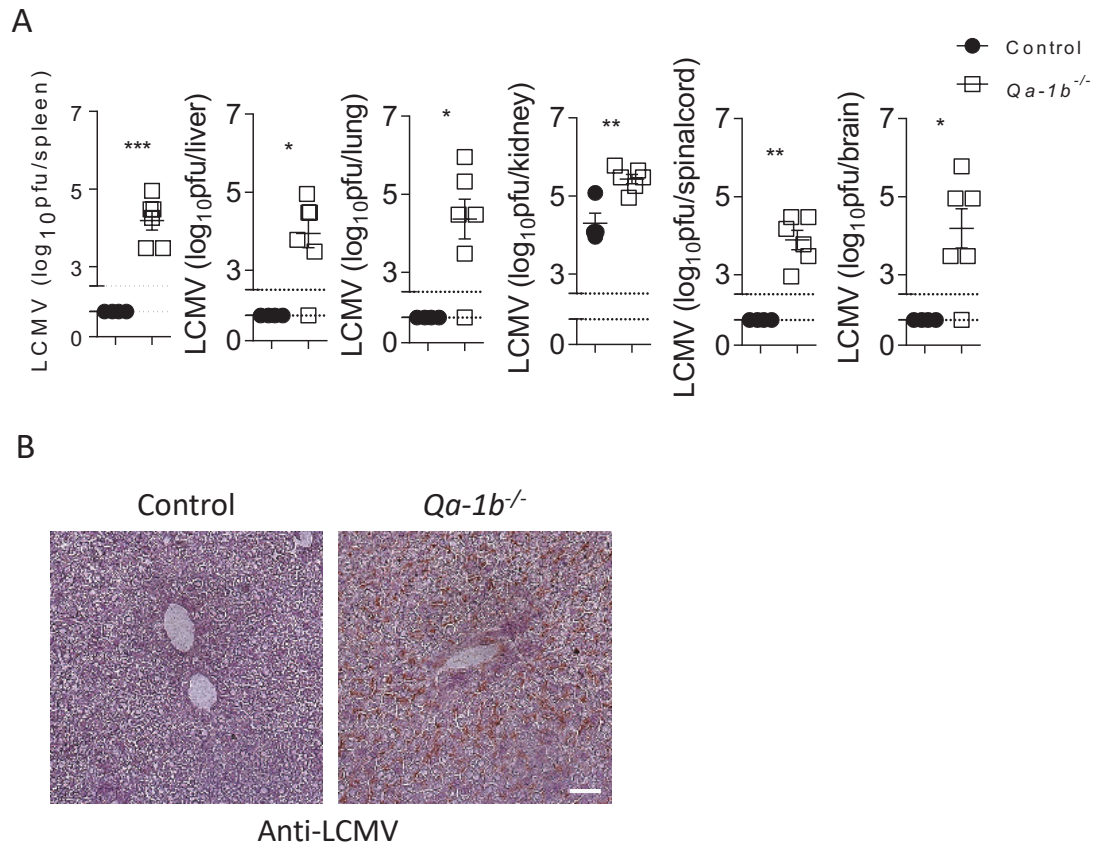 A
Control
Qa-1b-/-
LCMV (log10pfu/spleen)
7
5
3
0
***
LCMV (log10pfu/liver)
7
5
3
0
*
LCMV (log10pfu/lung)
7
5
3
0
*
LCMV (log10pfu/kidney)
7
5
3
0
**
LCMV (log10pfu/spinalcord)
7
5
3
0
**
LCMV (log10pfu/brain)
7
5
3
0
*
B
Control
Qa-1b-/-
Anti-LCMV